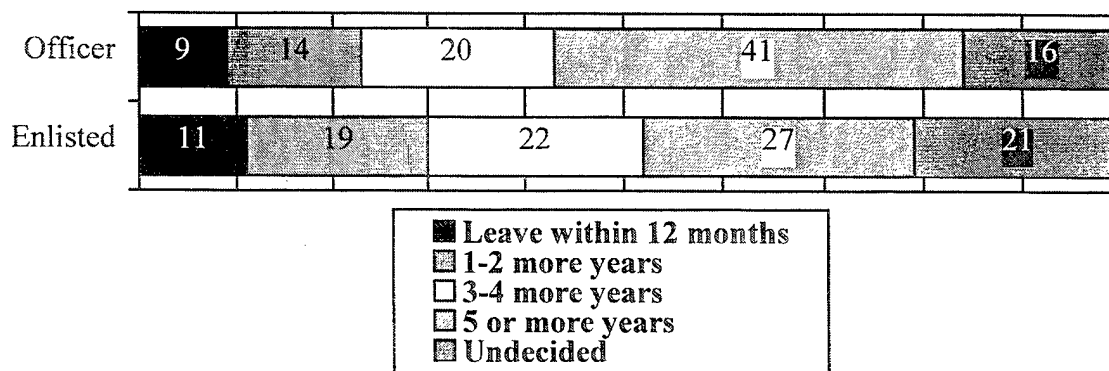 Officer 9 14 20 41 16
Enlisted 11 19 22 27 21
Leave within 12 months
1-2 more years
3-4 more years
5 or more years
Undecided